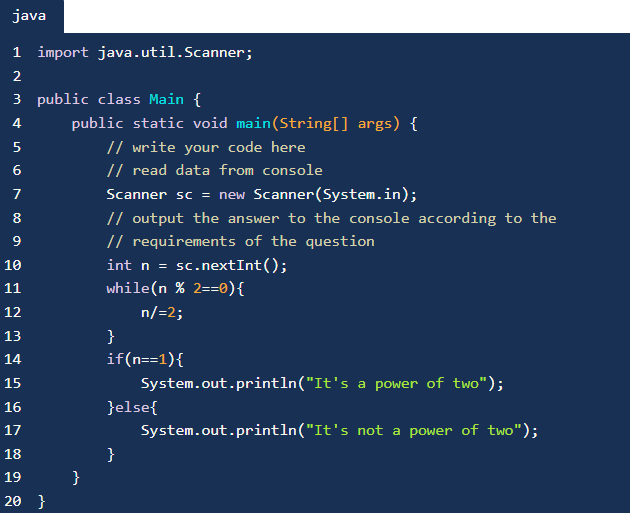 java
1 import java.util.Scanner;
2
3 public class Main {
4     public static void main(String[] args) {
5         // write your code here
6         // read data from console
7         Scanner sc = new Scanner(System.in);
8         // output the answer to the console according to the
9         // requirements of the question
10         int n = sc.nextInt();
11         while(n % 2==0){
12             n/=2;
13         }
14         if(n==1){
15             System.out.println("It's a power of two");
16         }else{
17             System.out.println("It's not a power of two");
18         }
19     }
20 }